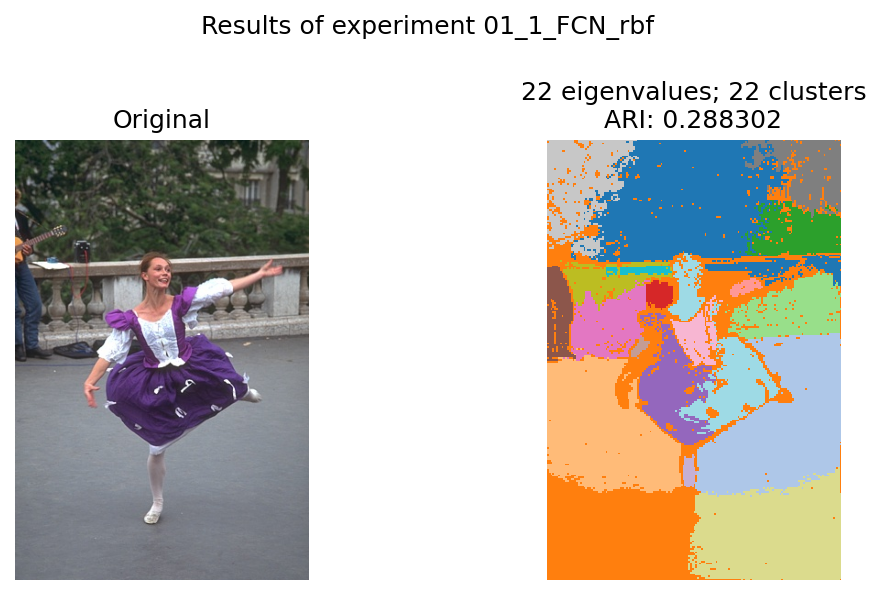 Results of experiment 01_1_FCN_rbf
Original
22 eigenvalues; 22 clusters
ARI: 0.288302